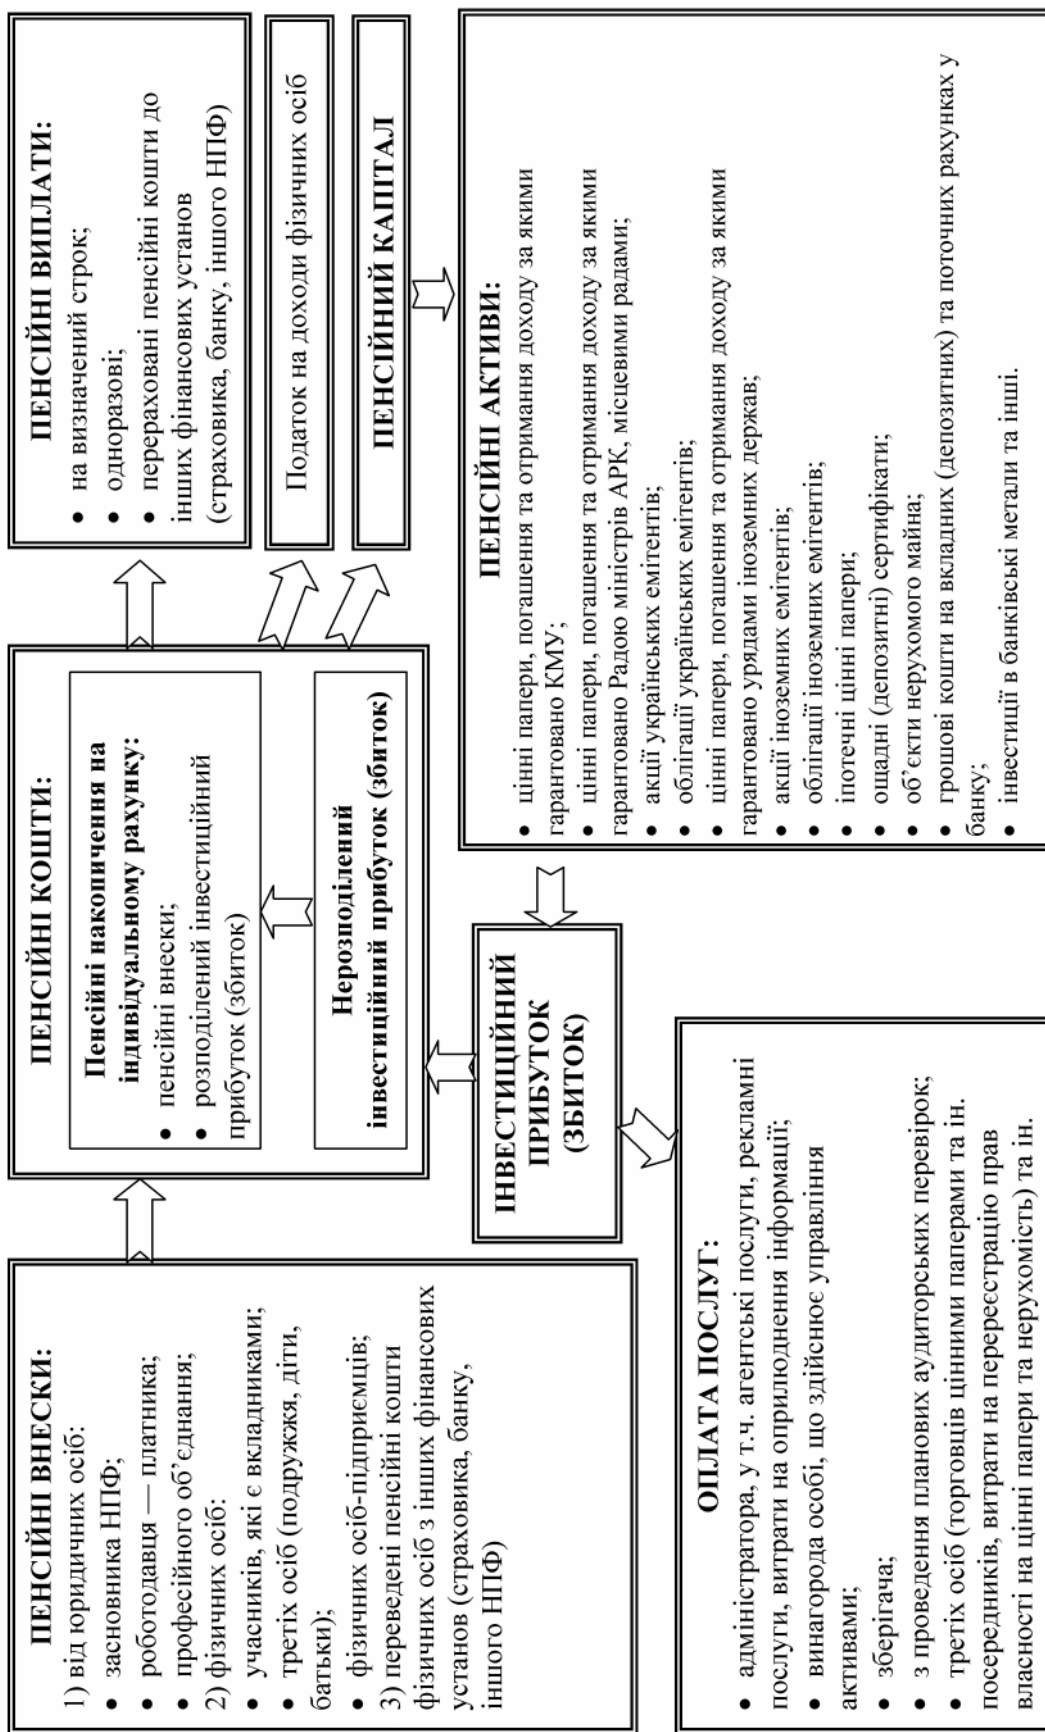 ПЕНСІЙНІ ВНЕСКИ:
1) від юридичних осіб:
• засновника НПФ;
• роботодавця — платника;
• професійного об’єднання;
2) фізичних осіб:
• учасників, які є вкладниками;
• третіх осіб (подружжя, діти,
батьки);
• фізичних осіб-підприємців;
3) переведені пенсійні кошти
фізичних осіб з інших фінансових
установ (страховика, банку,
іншого НПФ)
ПЕНСІЙНІ КОШТИ:
Пенсійні накопичення на
індивідуальному рахунку:
• пенсійні внески;
• розподілений інвестиційний
прибуток (збиток)
Нерозподілений
інвестиційний прибуток (збиток)
ПЕНСІЙНІ ВИПЛАТИ:
• на визначений строк;
• одноразові;
• перераховані пенсійні кошти до
інших фінансових установ
(страховика, банку, іншого НПФ)
Податок на доходи фізичних осіб
ПЕНСІЙНИЙ КАПІТАЛ
ІНВЕСТИЦІЙНИЙ
ПРИБУТОК
(ЗБИТОК)
ПЕНСІЙНІ АКТИВИ:
• цінні папери, погашення та отримання доходу за якими
гарантовано КМУ;
• цінні папери, погашення та отримання доходу за якими
гарантовано Радою міністрів АРК, місцевими радами;
• акції українських емітентів;
• облігації українських емітентів;
• цінні папери, погашення та отримання доходу за якими
гарантовано урядами іноземних держав;
• акції іноземних емітентів;
• облігації іноземних емітентів;
• іпотечні цінні папери;
• ощадні (депозитні) сертифікати;
• об’єкти нерухомого майна;
• грошові кошти на вкладних (депозитних) та поточних рахунках у
банку;
• інвестиції в банківські метали та інші.
ОПЛАТА ПОСЛУГ:
• адміністратора, у т.ч. агентські послуги, рекламні
послуги, витрати на оприлюднення інформації;
• винагорода особі, що здійснює управління
активами;
• зберігача;
• з проведення планових аудиторських перевірок;
• третіх осіб (торговців цінними паперами та ін.
посередників, витрати на перереєстрацію прав
власності на цінні папери та нерухомість) та ін.